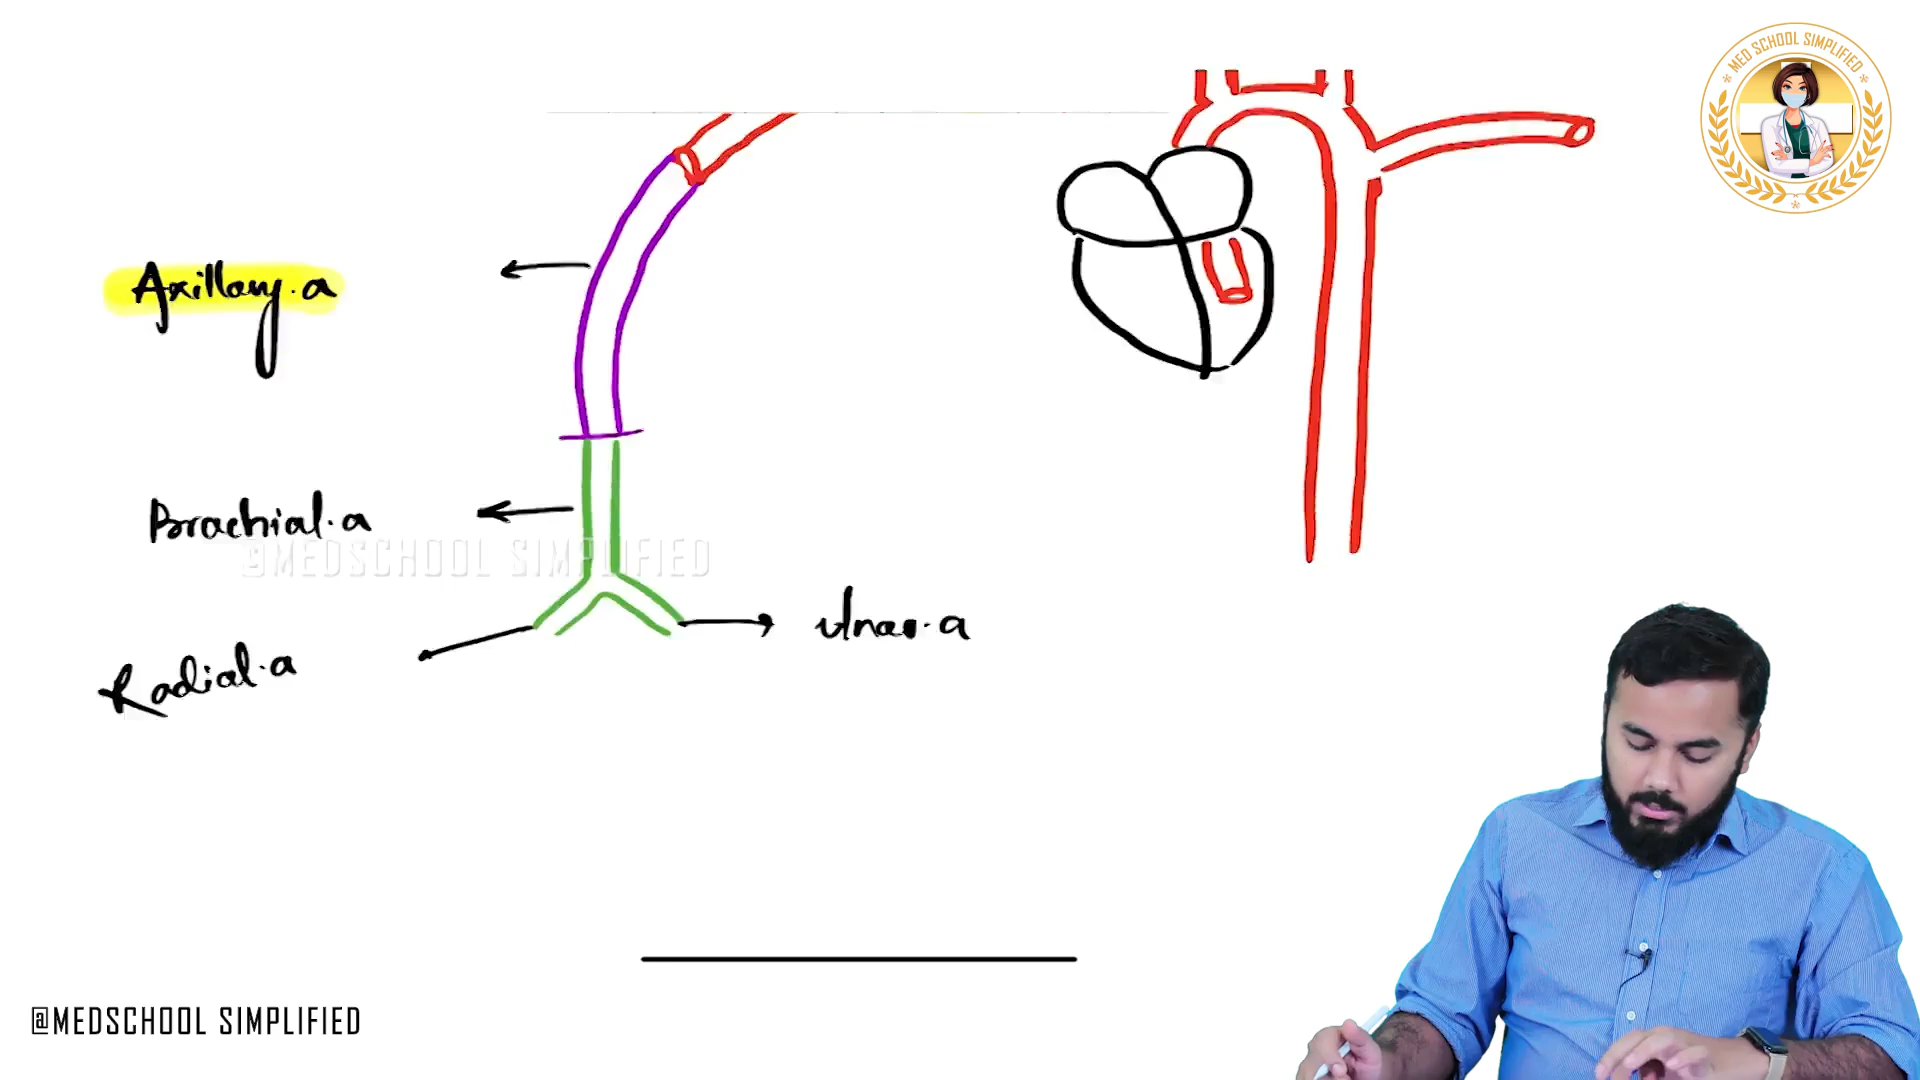 MED SCHOOL SIMPLIFIED
Axillary.a
Brachial.a
@MEDSCHOOL SIMPLIFIED
Ulnar.a
Radial.a
@MEDSCHOOL SIMPLIFIED